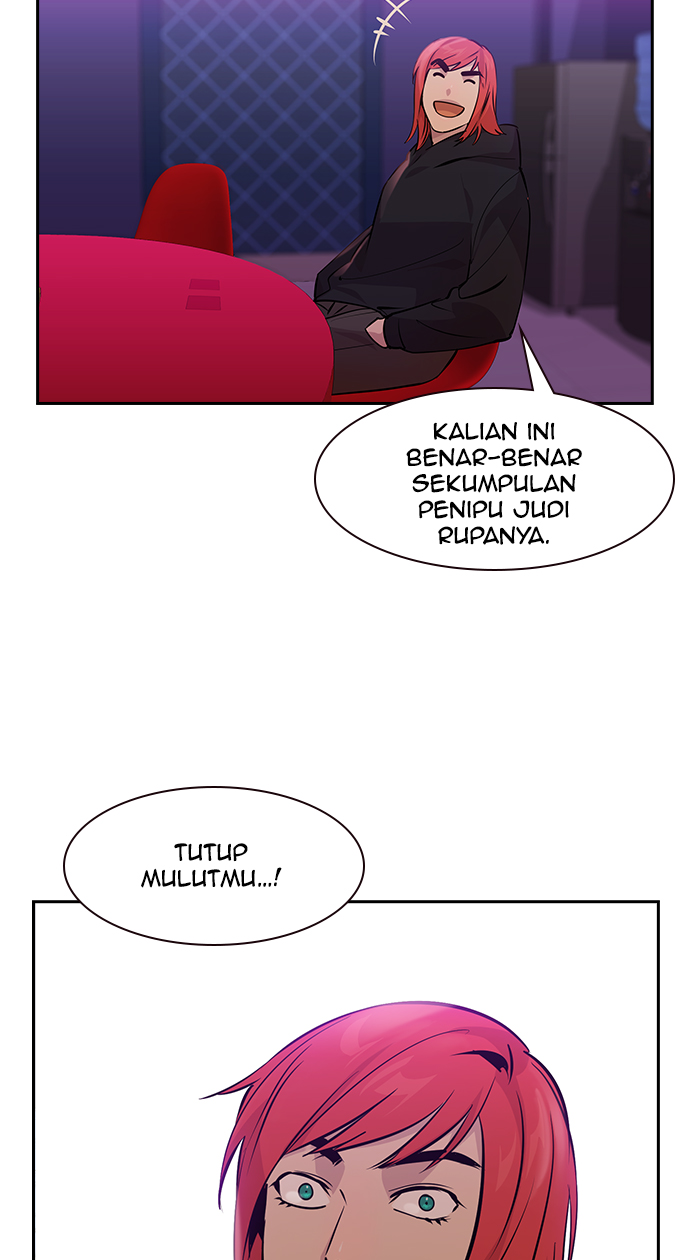 KALIAN INI
BENAR-BENAR
SEKUMPULAN
PENIPU JUDI
RUPANYA.
TUTUP
MULUTMU...!